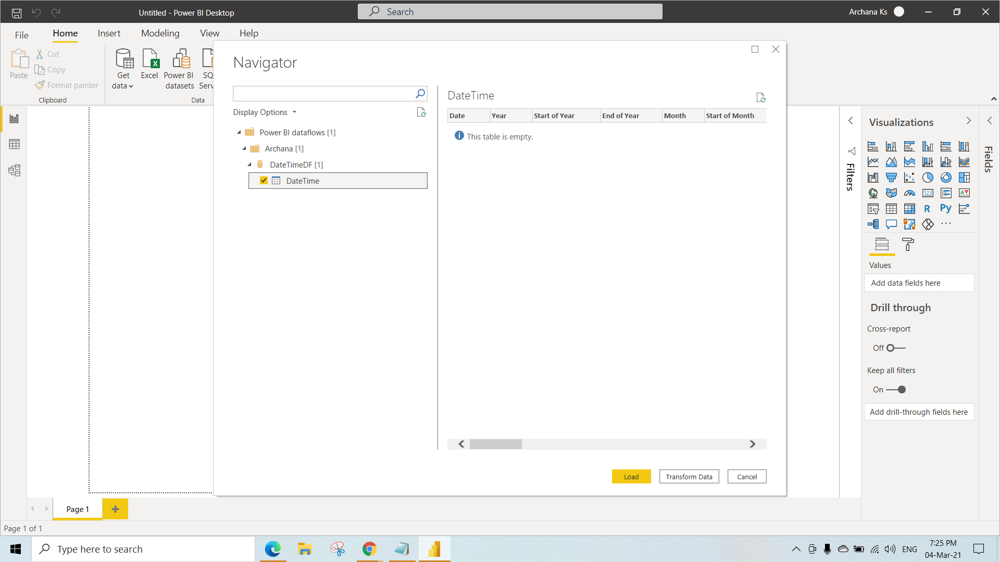 Untitled - Power BI Desktop
Search
Archana Ks
File
Home
Insert
Modeling
View
Help
Paste
Cut
Copy
Format painter
Clipboard
Get data
Excel
Power BI datasets
SQ
Serv
Data
Navigator
Display Options
Power BI dataflows [1]
Archana [1]
DateTimeDF [1]
DateTime
DateTime
Date Year Start of Year End of Year Month Start of Month
This table is empty.
Load
Transform Data
Cancel
Filters
Visualizations
123
R
Py
Values
Add data fields here
Drill through
Cross-report
Off
Keep all filters
On
Add drill-through fields here
Fields
Page 1
Page 1 of 1
Type here to search
ENG
7:25 PM
04-Mar-21